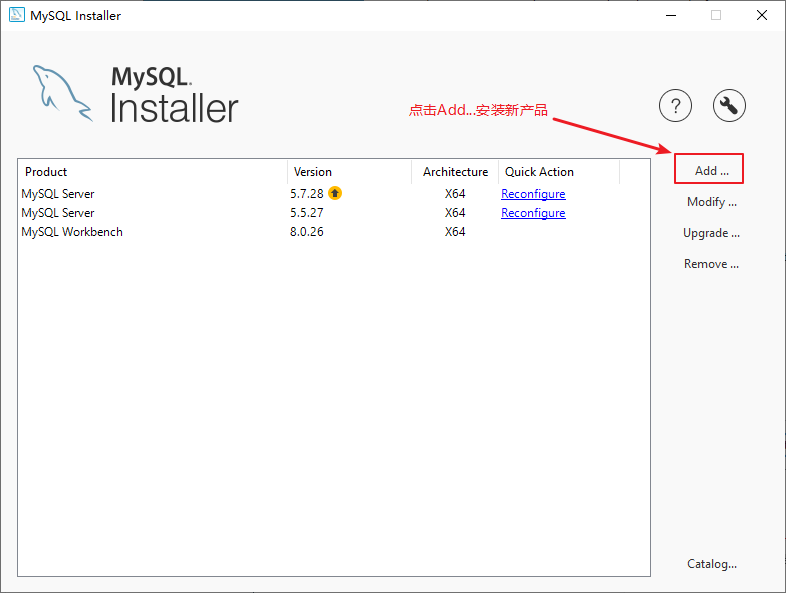 MySQL Installer
MySQL.
Installer
点击Add...安装新产品
?
Add ...
Product Version Architecture Quick Action
MySQL Server 5.7.28 X64 Reconfigure
MySQL Server 5.5.27 X64 Reconfigure
MySQL Workbench 8.0.26 X64
Modify ...
Upgrade ...
Remove ...
Catalog...